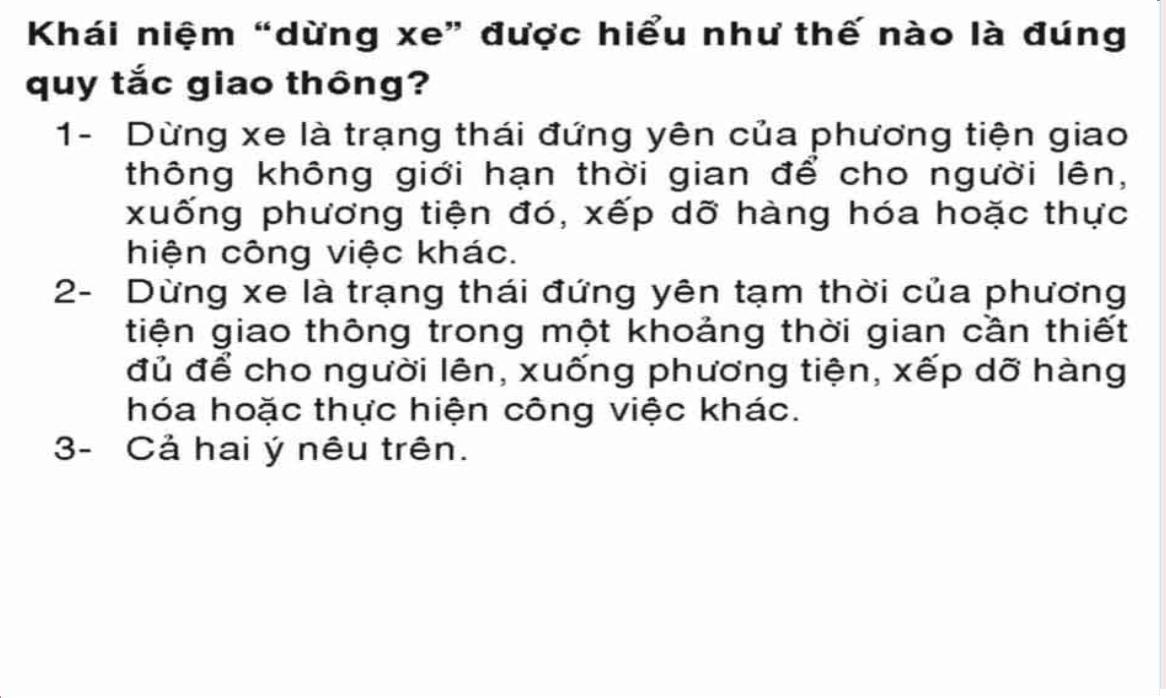 Khái niệm “dừng xe” được hiểu như thế nào là đúng
quy tắc giao thông?
1- Dừng xe là trạng thái đứng yên của phương tiện giao
thông không giới hạn thời gian để cho người lên,
xuống phương tiện đó, xếp dỡ hàng hóa hoặc thực
hiện công việc khác.
2- Dừng xe là trạng thái đứng yên tạm thời của phương
tiện giao thông trong một khoảng thời gian cần thiết
đủ để cho người lên, xuống phương tiện, xếp dỡ hàng
hóa hoặc thực hiện công việc khác.
3- Cả hai ý nêu trên.